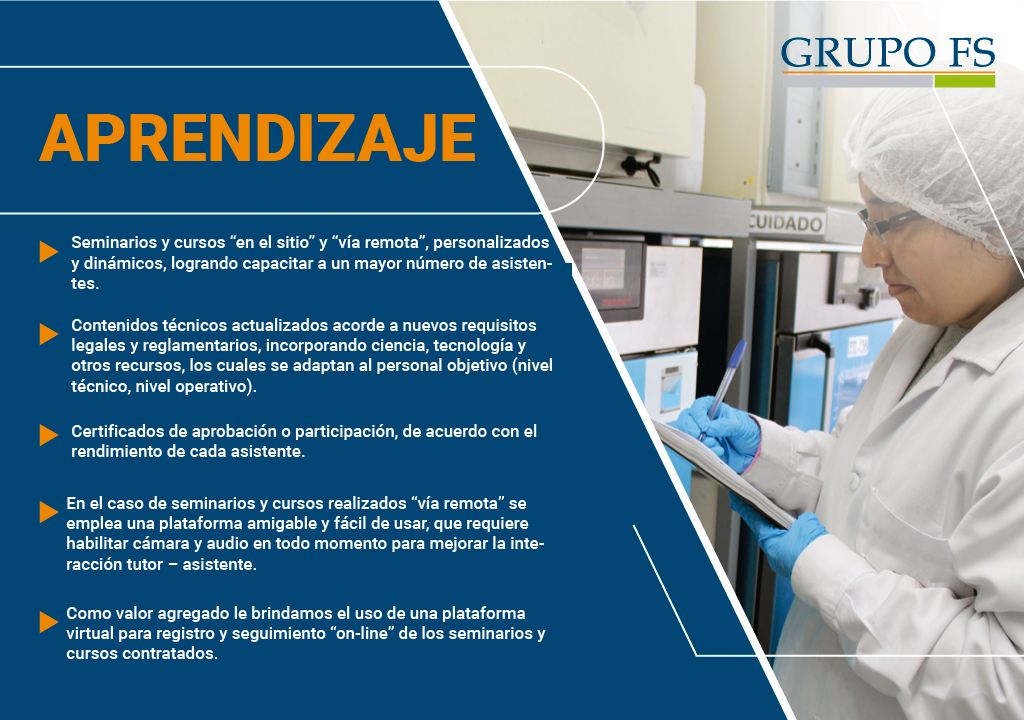 GRUPO FS
APRENDIZAJE
CUIDADO
Seminarios y cursos “en el sitio” y “vía remota”, personalizados
y dinámicos, logrando capacitar a un mayor número de asisten-
tes.
Contenidos técnicos actualizados acorde a nuevos requisitos
legales y reglamentarios, incorporando ciencia, tecnología y
otros recursos, los cuales se adaptan al personal objetivo (nivel
técnico, nivel operativo).
Certificados de aprobación o participación, de acuerdo con el
rendimiento de cada asistente.
En el caso de seminarios y cursos realizados “vía remota” se
emplea una plataforma amigable y fácil de usar, que requiere
habilitar cámara y audio en todo momento para mejorar la inte-
racción tutor – asistente.
Como valor agregado le brindamos el uso de una plataforma
virtual para registro y seguimiento “on-line” de los seminarios y
cursos contratados.